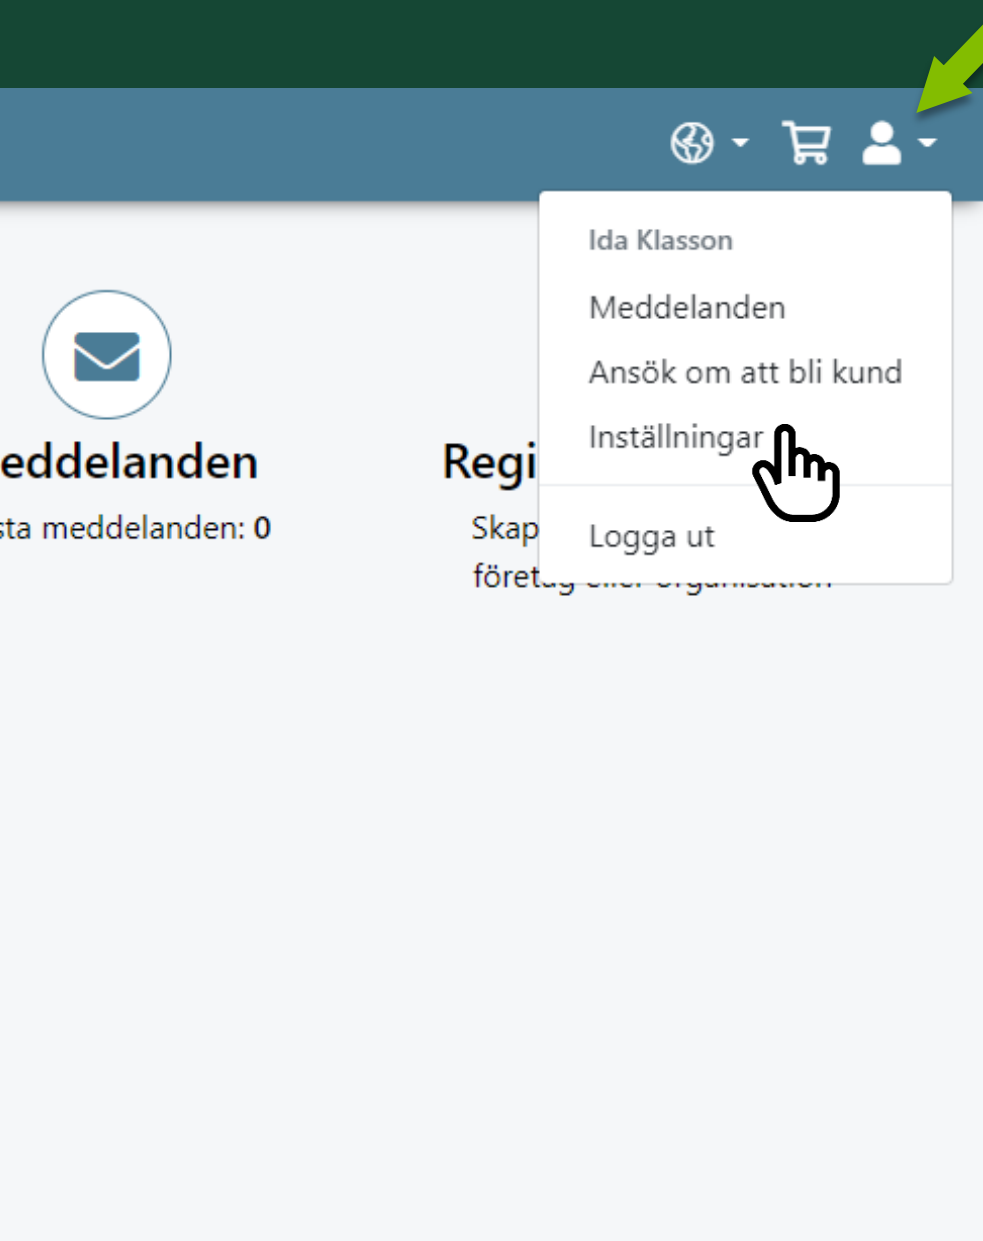 Ida Klasson
Meddelanden
Ansök om att bli kund
Inställningar
Logga ut
eddelanden
sta meddelanden: 0
Regi
Skap